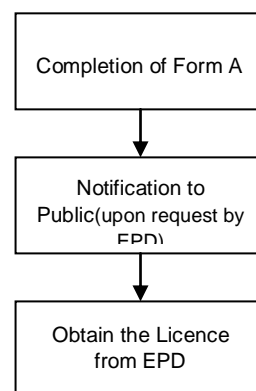 Completion of Form A
Notification to
Public(upon request by
EPD)
Obtain the Licence
from EPD